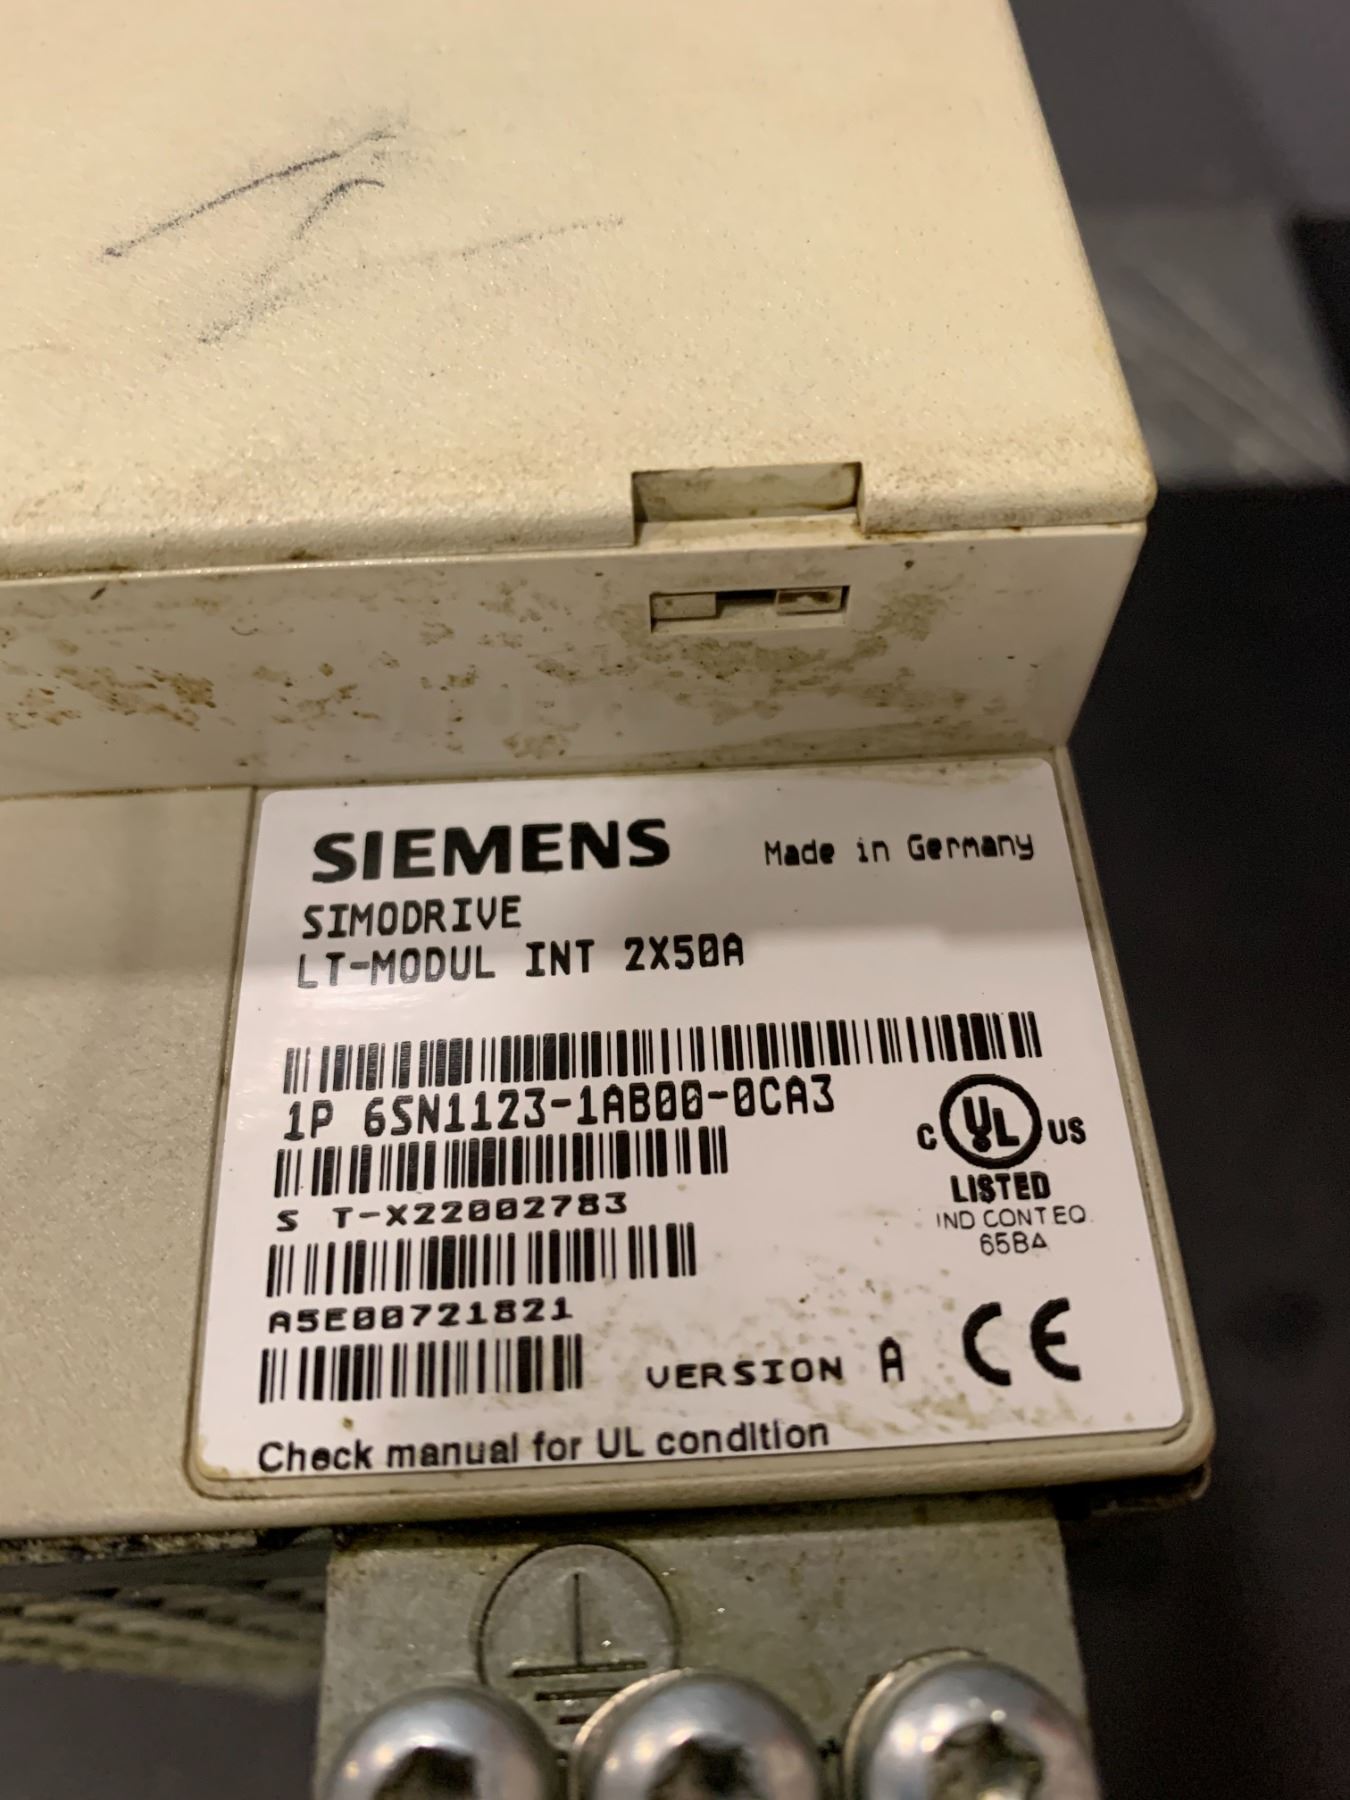 SIEMENS Made in Germany
SIMODRIVE
LT-MODUL INT 2X50A
1P 6SN1123-1AB00-0CA3
C UL US
LISTED
IND CONT EQ.
65BA
S T-X22002783
A5E00721821
VERSION A CE
Check manual for UL condition